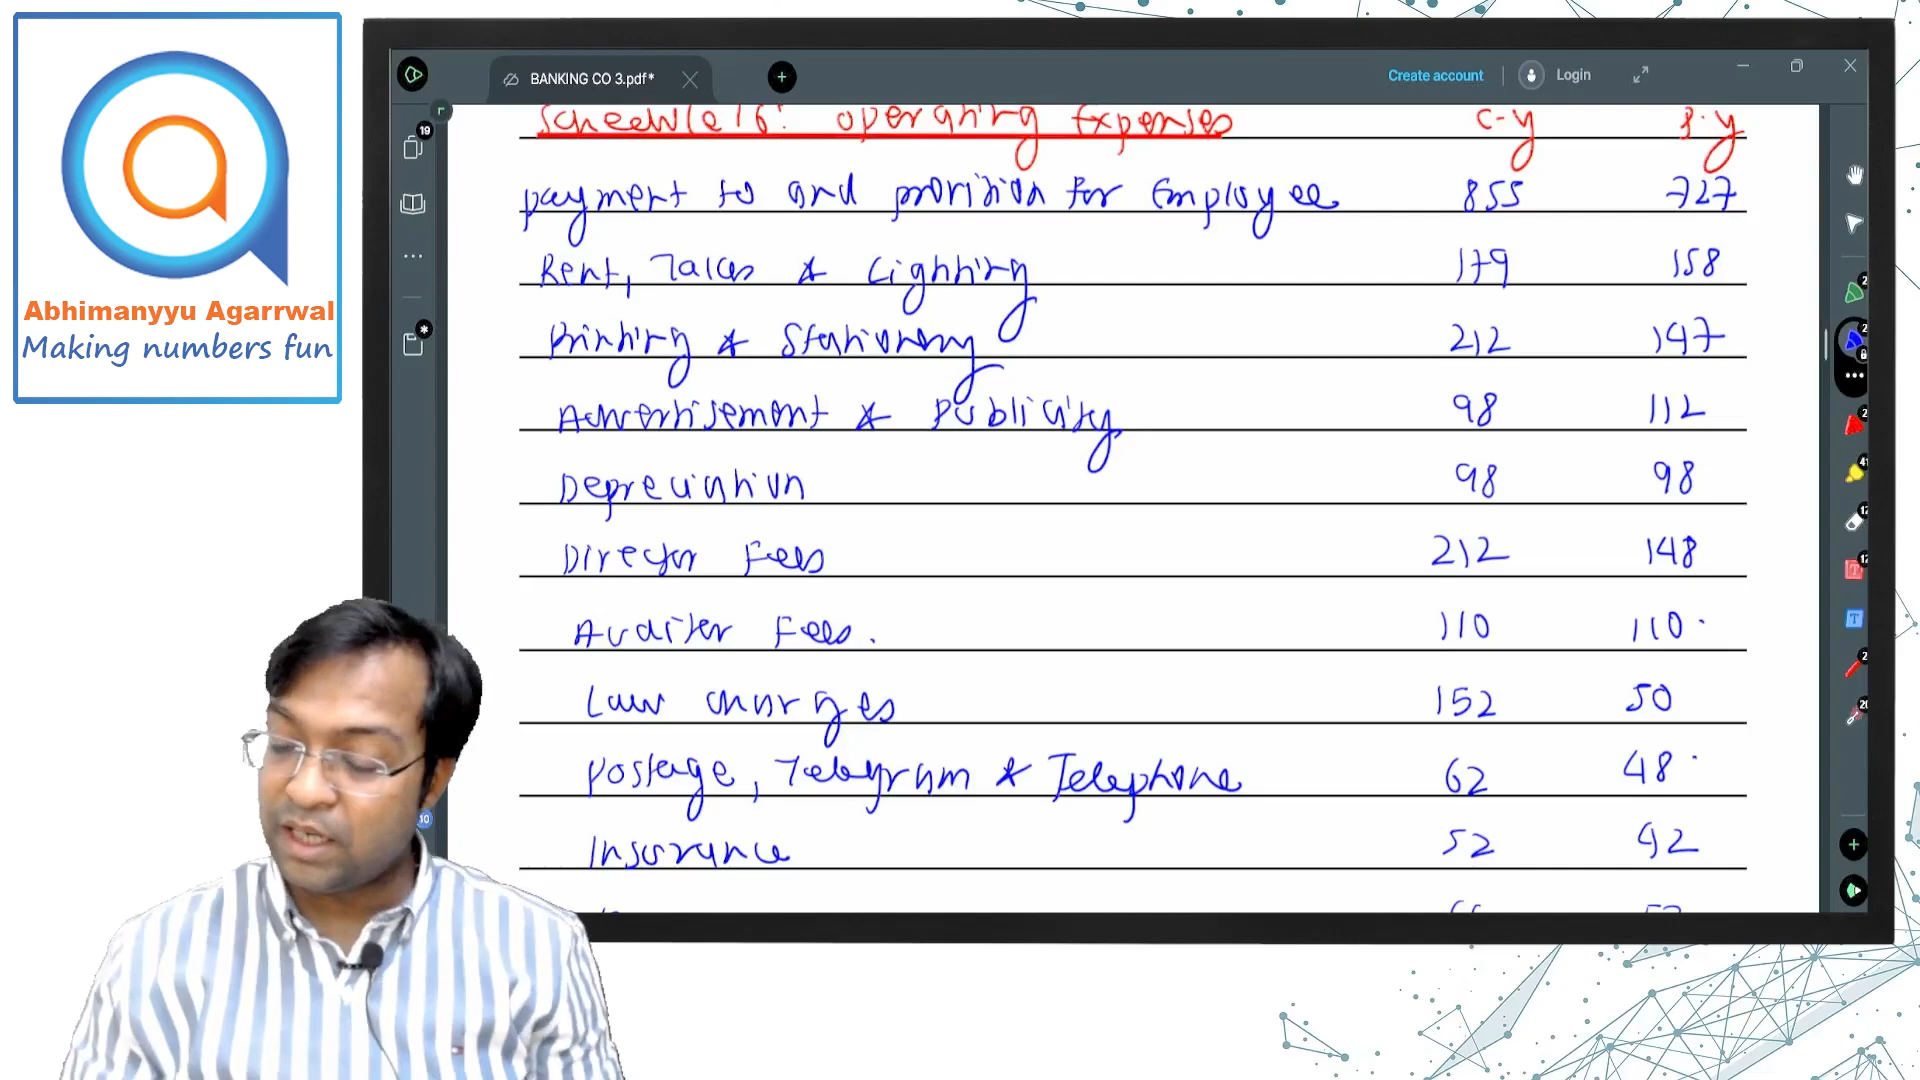 BANKING CO 3.pdf*
Create account
Login
Abhimanyyu Agarrwal
Making numbers fun
Schedule 16: operating Expenses C-Y P.Y
payment to and provision for Employee 855 727
Rent, Taxes & Lighting 179 158
Printing & Stationery 212 147
Advertisement & Publicity 98 112
Depreciation 98 98
Director Fees 212 148
Auditer Fees. 110 110
Law charges 152 50
Postage, Telegram & Telephone 62 48
Insurance 52 42